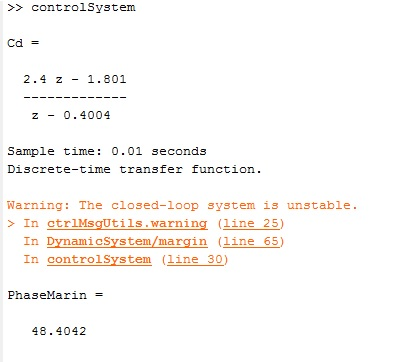 >> controlSystem
Cd =
2.4 z - 1.801
-------------
z - 0.4004
Sample time: 0.01 seconds
Discrete-time transfer function.
Warning: The closed-loop system is unstable.
> In ctrlMsgUtils.warning (line 25)
In DynamicSystem/margin (line 65)
In controlSystem (line 30)
PhaseMarin =
48.4042